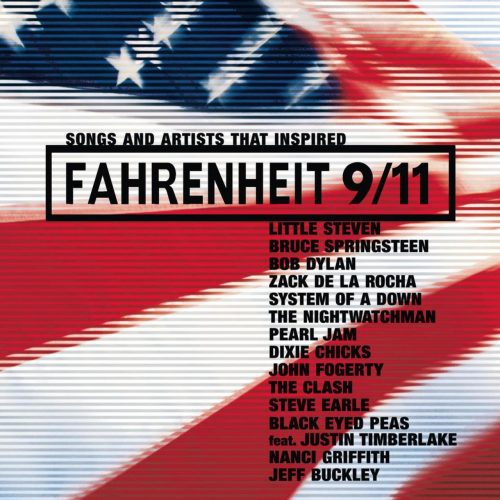 SONGS AND ARTISTS THAT INSPIRED
FAHRENHEIT 9/11
LITTLE STEVEN
BRUCE SPRINGSTEEN
BOB DYLAN
ZACK DE LA ROCHA
SYSTEM OF A DOWN
THE NIGHTWATCHMAN
PEARL JAM
DIXIE CHICKS
JOHN FOGERTY
THE CLASH
STEVE EARLE
BLACK EYED PEAS
feat. JUSTIN TIMBERLAKE
NANCI GRIFFITH
JEFF BUCKLEY